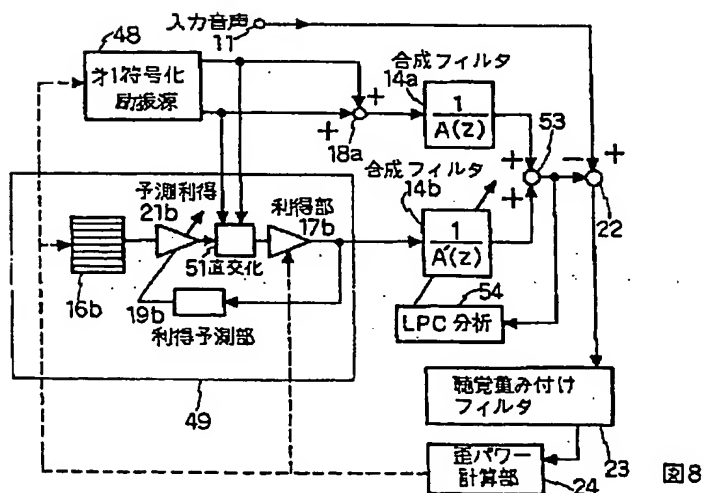 入力音声
11
48
合成フィルタ
14a
才1符号化
励振源
1
A(Z)
+
+
18a
+
53
+
−
+
22
合成フィルタ
14b
予測利得
21b
利得部
17b
1
A'(Z)
51直交化
16b
19b
利得予測部
54
LPC 分析
49
聴覚重み付け
フィルタ
23
歪パワー
計算部
24
図8